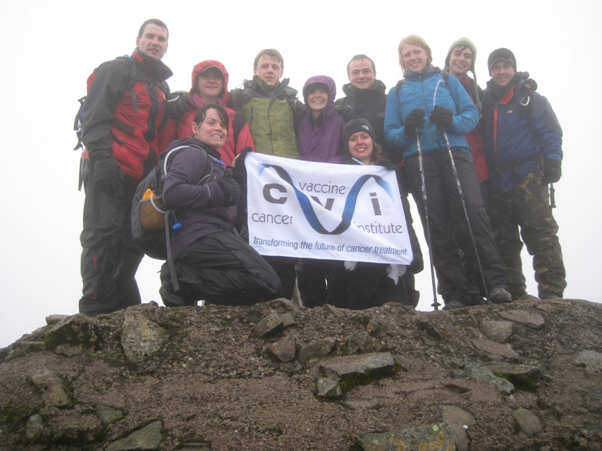 vaccine
cvi
cancer institute
transforming the future of cancer treatment